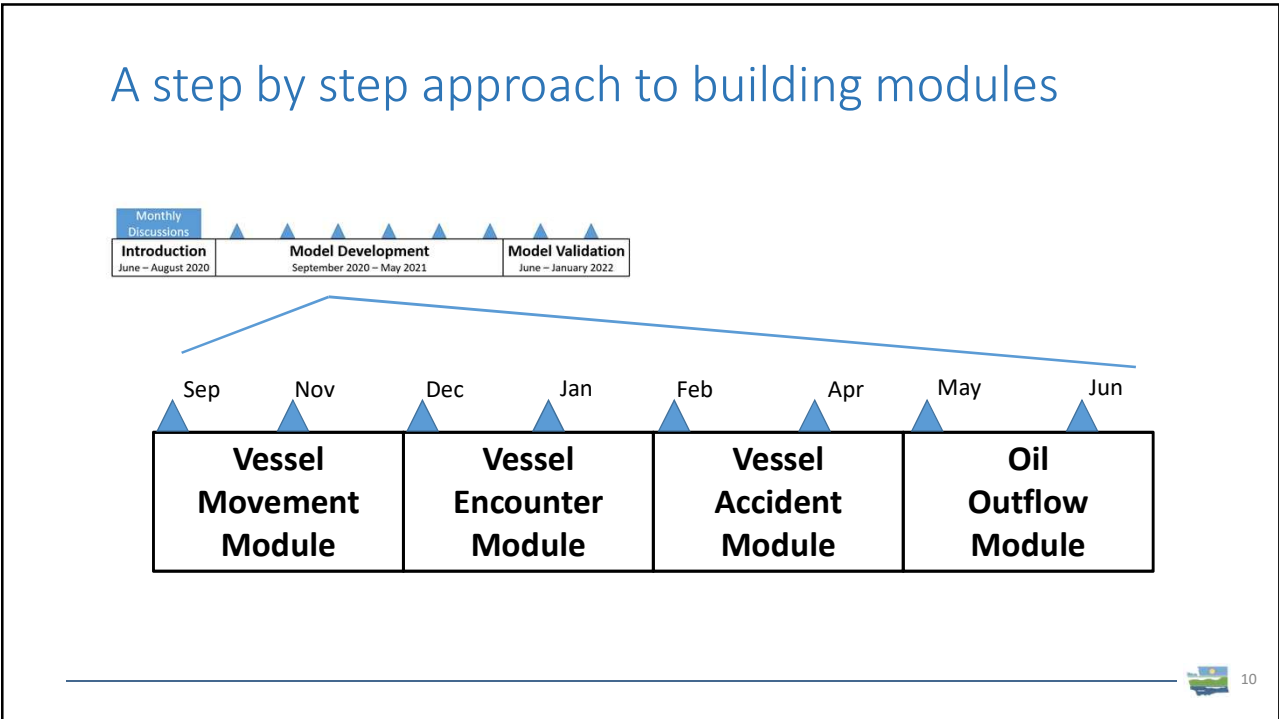 A step by step approach to building modules
Monthly
Discussions
Introduction
June – August 2020
Model Development
September 2020 – May 2021
Model Validation
June – January 2022
Sep Nov Dec Jan Feb Apr May Jun
Vessel
Movement
Module
Vessel
Encounter
Module
Vessel
Accident
Module
Oil
Outflow
Module
10